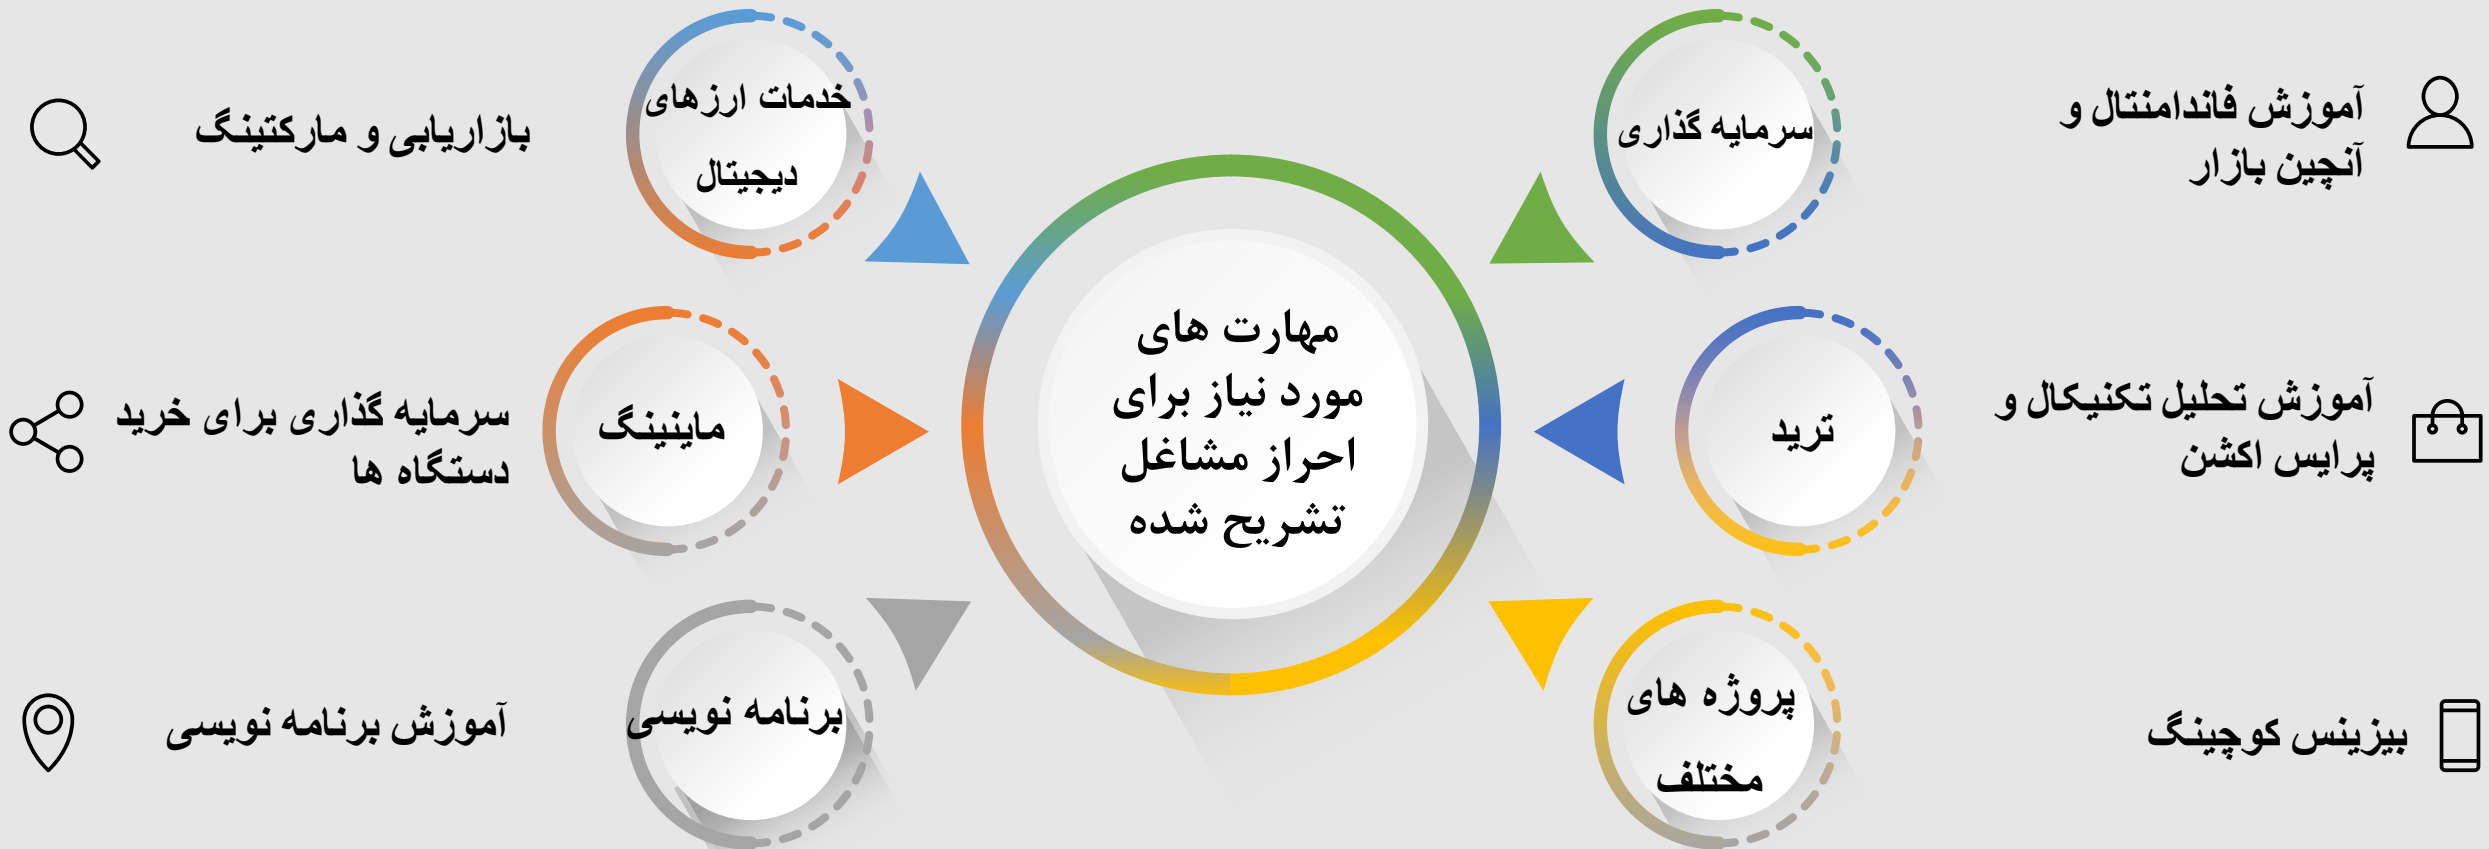 مهارت های
مورد نیاز برای
احراز مشاغل
تشریح شده
سرمایه گذاری
آموزش فاندامنتال و
آنچین بازار
ترید
آموزش تحلیل تکنیکال و
پرایس اکشن
پروژه های
مختلف
بیزینس کوچینگ
خدمات ارزهای
دیجیتال
بازاریابی و مارکتینگ
ماینینگ
سرمایه گذاری برای خرید
دستگاه ها
برنامه نویسی
آموزش برنامه نویسی